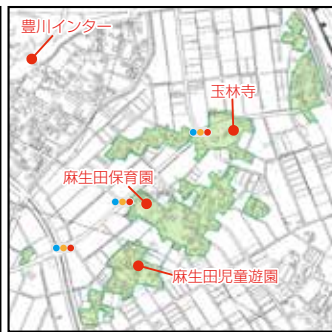 豊川インター
玉林寺
麻生田保育園
麻生田児童遊園